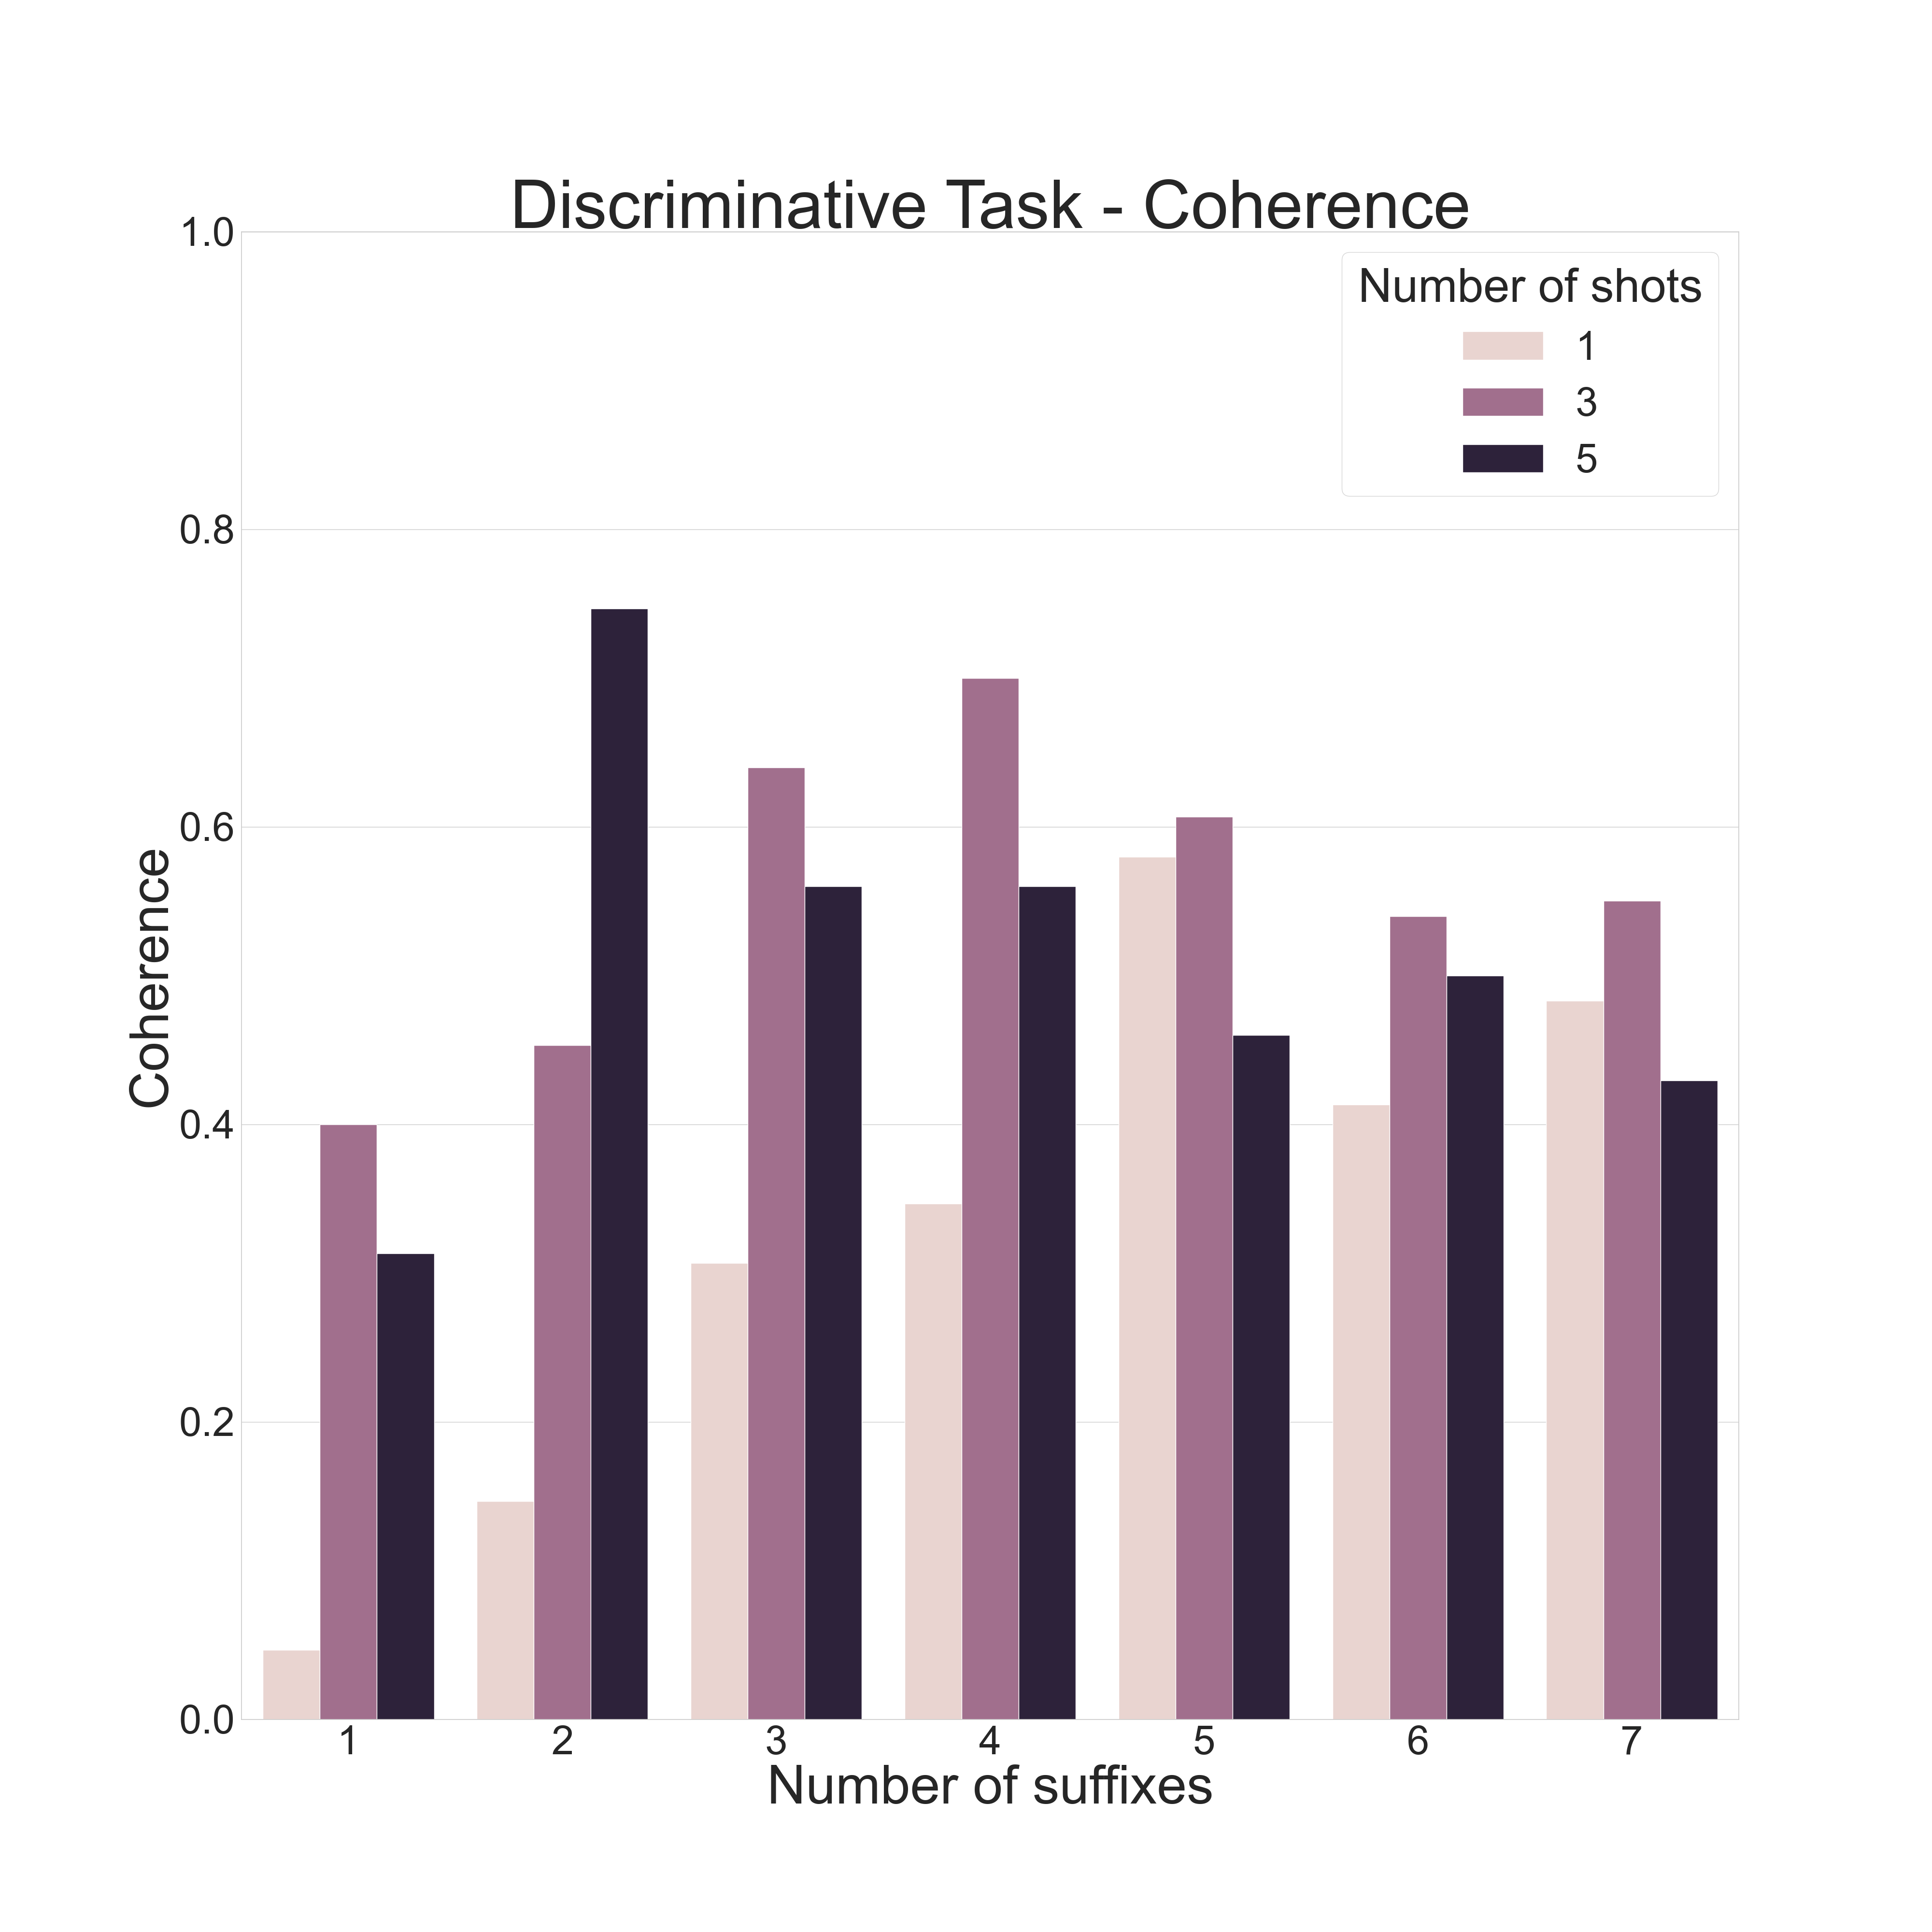 Discriminative Task - Coherence
Number of shots
1
3
5
Coherence
1.0
0.8
0.6
0.4
0.2
0.0
1 2 3 4 5 6 7
Number of suffixes